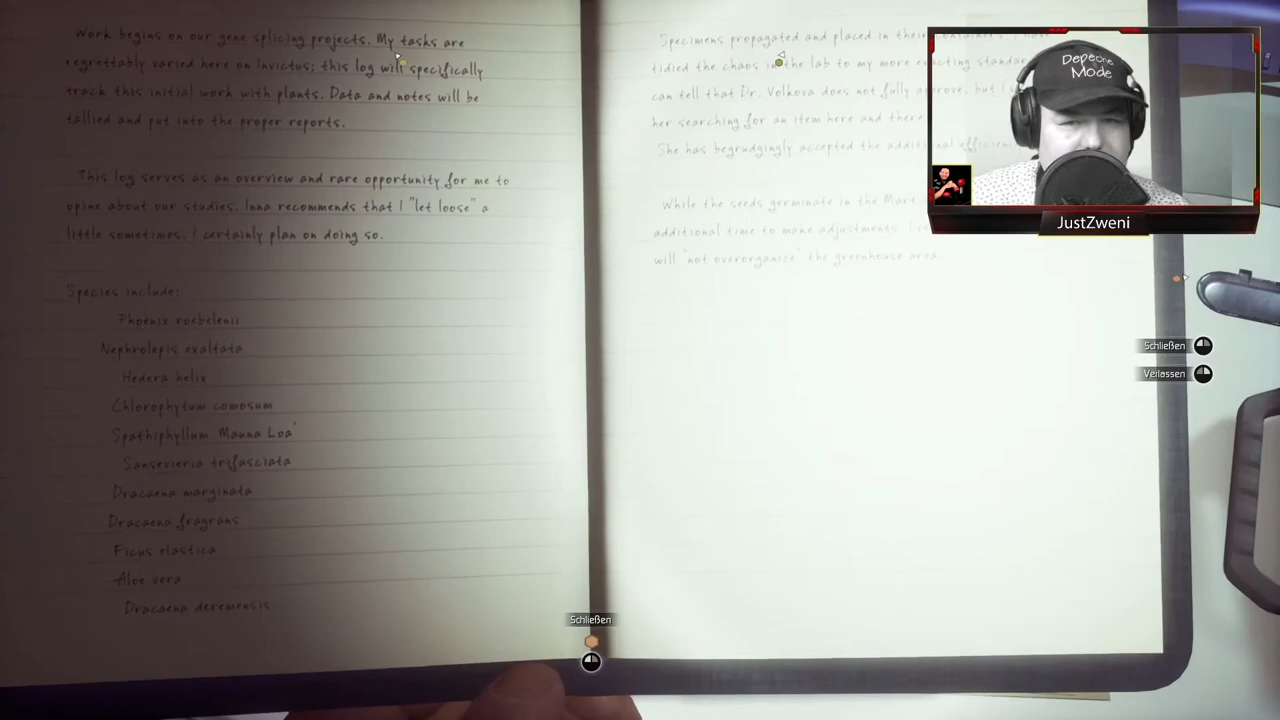 Work begins on our gene splicing projects. My tasks are
regrettably varied here on Invictus; this log will specifically
track this initial work with plants. Data and notes will be
tallied and put into the proper reports.
This log serves as an overview and rare opportunity for me to
opine about our studies. Inna recommends that I "let loose" a
little sometimes. I certainly plan on doing so.
Species include:
Phoenix roebelenii
Nephrolepis exaltata
Hedera helix
Chlorophytum comosum
Spathiphyllum 'Mauna Loa'
Sansevieria trifasciata
Dracaena marginata
Dracaena fragrans
Ficus elastica
Aloe vera
Dracaena deremensis
Specimens propagated and placed in their
tidied the chaos in the lab to my more exacting
can tell that Dr. Volkova does not fully approve, but I
her searching for an item here and there
She has begrudgingly accepted the
While the seeds germinate in the
additional time to make adjustments. I
will "not overorganize" the greenhouse area.
Depeche
Mode
JustZweni
Schließen
Verlassen
Schließen